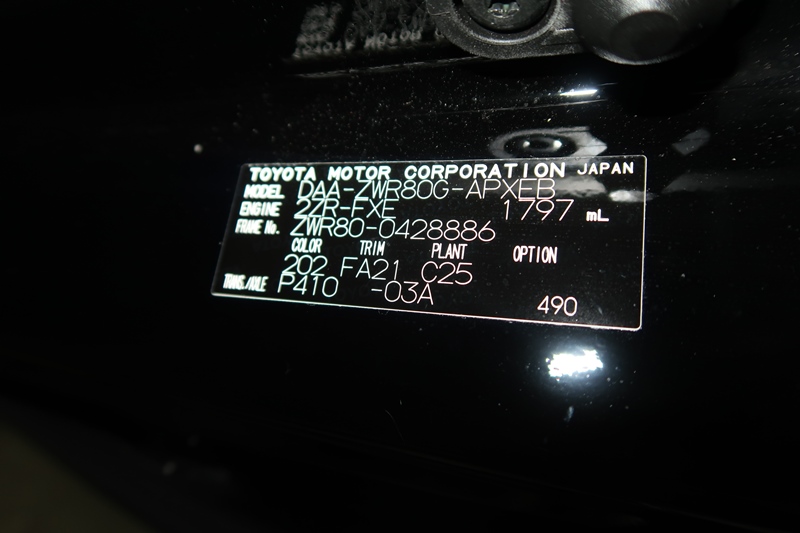 TOYOTA MOTOR CORPORATION JAPAN
MODEL DAA-ZWR80G-APXEB
ENGINE 2ZR-FXE 1797 mL
FRAME No. ZWR80-0428886
COLOR TRIM PLANT OPTION
202 FA21 C25
TRANS./AXLE P410 -03A 490